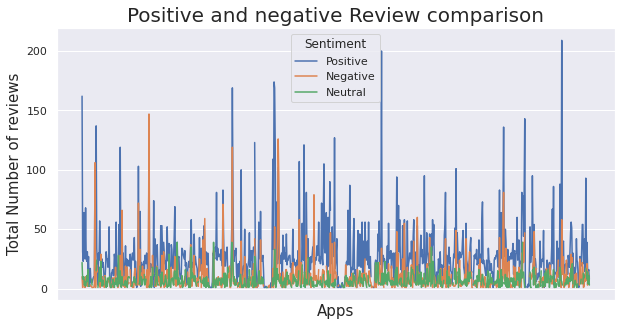 Positive and negative Review comparison
Sentiment
Positive
Negative
Neutral
Total Number of reviews
200
150
100
50
0
Apps